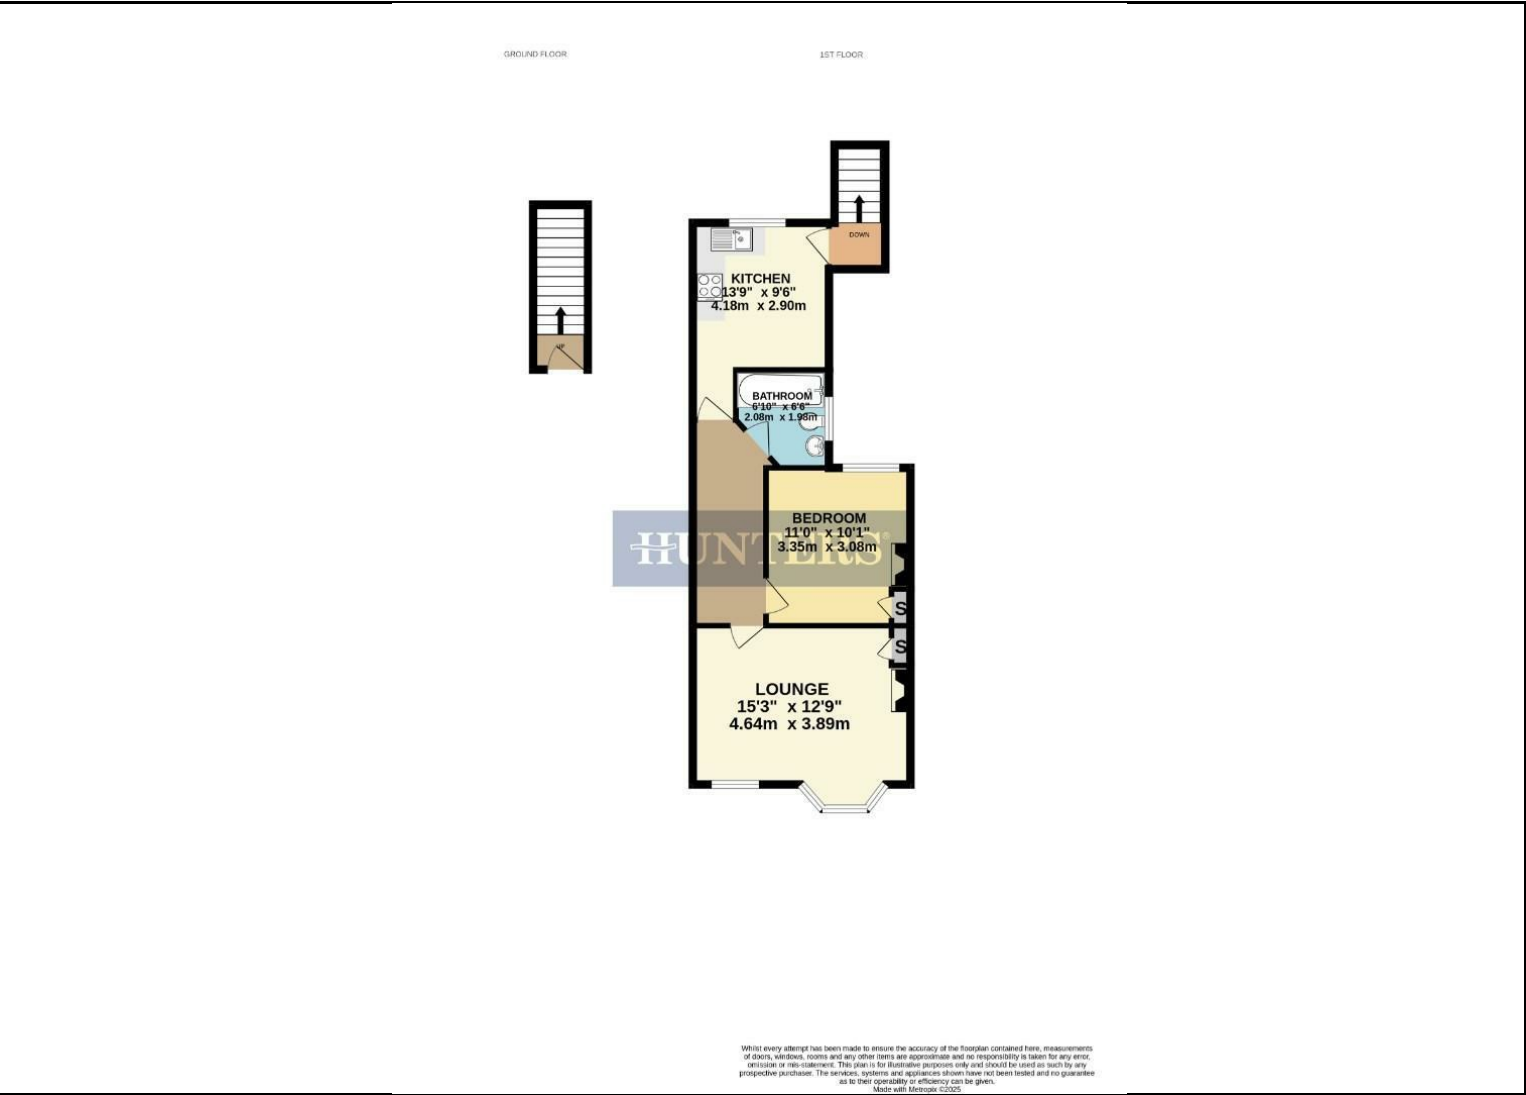 GROUND FLOOR
1ST FLOOR
DOWN
UP
KITCHEN
13'9" x 9'6"
4.18m x 2.90m
BATHROOM
6'10" x 6'6"
2.08m x 1.98m
BEDROOM
11'0" x 10'1"
3.35m x 3.08m
HUNTERS®
S
S
LOUNGE
15'3" x 12'9"
4.64m x 3.89m
Whilst every attempt has been made to ensure the accuracy of the floorplan contained here, measurements
of doors, windows, rooms and any other items are approximate and no responsibility is taken for any error,
omission or mis-statement. This plan is for illustrative purposes only and should be used as such by any
prospective purchaser. The services, systems and appliances shown have not been tested and no guarantee
as to their operability or efficiency can be given.
Made with Metropix ©2025